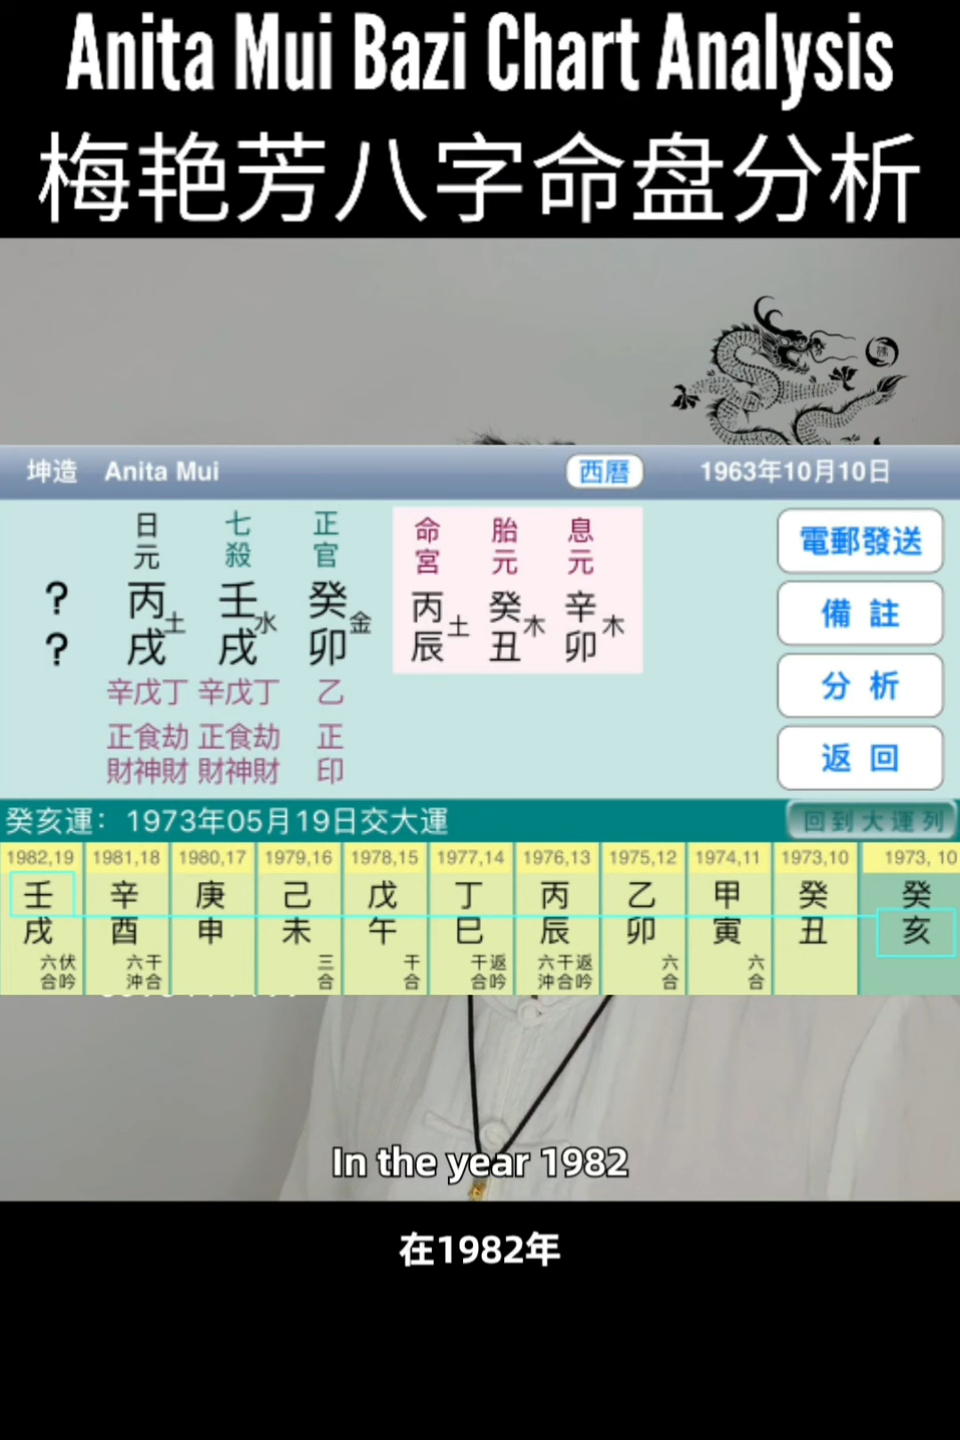 Anita Mui Bazi Chart Analysis
梅艳芳八字命盘分析
坤造 Anita Mui 西曆 1963年10月10日
日元 七殺 正官 命宮 胎元 息元
? 丙 壬 癸 丙 癸 辛
土 水 金 土 木 木
? 戌 戌 卯 辰 丑 卯
辛戊丁 辛戊丁 乙
正食劫 正食劫 正
財神財 財神財 印
電郵發送
備註
分析
返回
癸亥運：1973年05月19日交大運 回到大運列
1982,19 1981,18 1980,17 1979,16 1978,15 1977,14 1976,13 1975,12 1974,11 1973,10 1973, 10
壬 辛 庚 己 戊 丁 丙 乙 甲 癸 癸
戌 酉 申 未 午 巳 辰 卯 寅 丑 亥
六伏 六干 三 干 干返 六干返 六 六
合吟 沖合 合 合 合吟 沖合吟 合 合
In the year 1982
在1982年